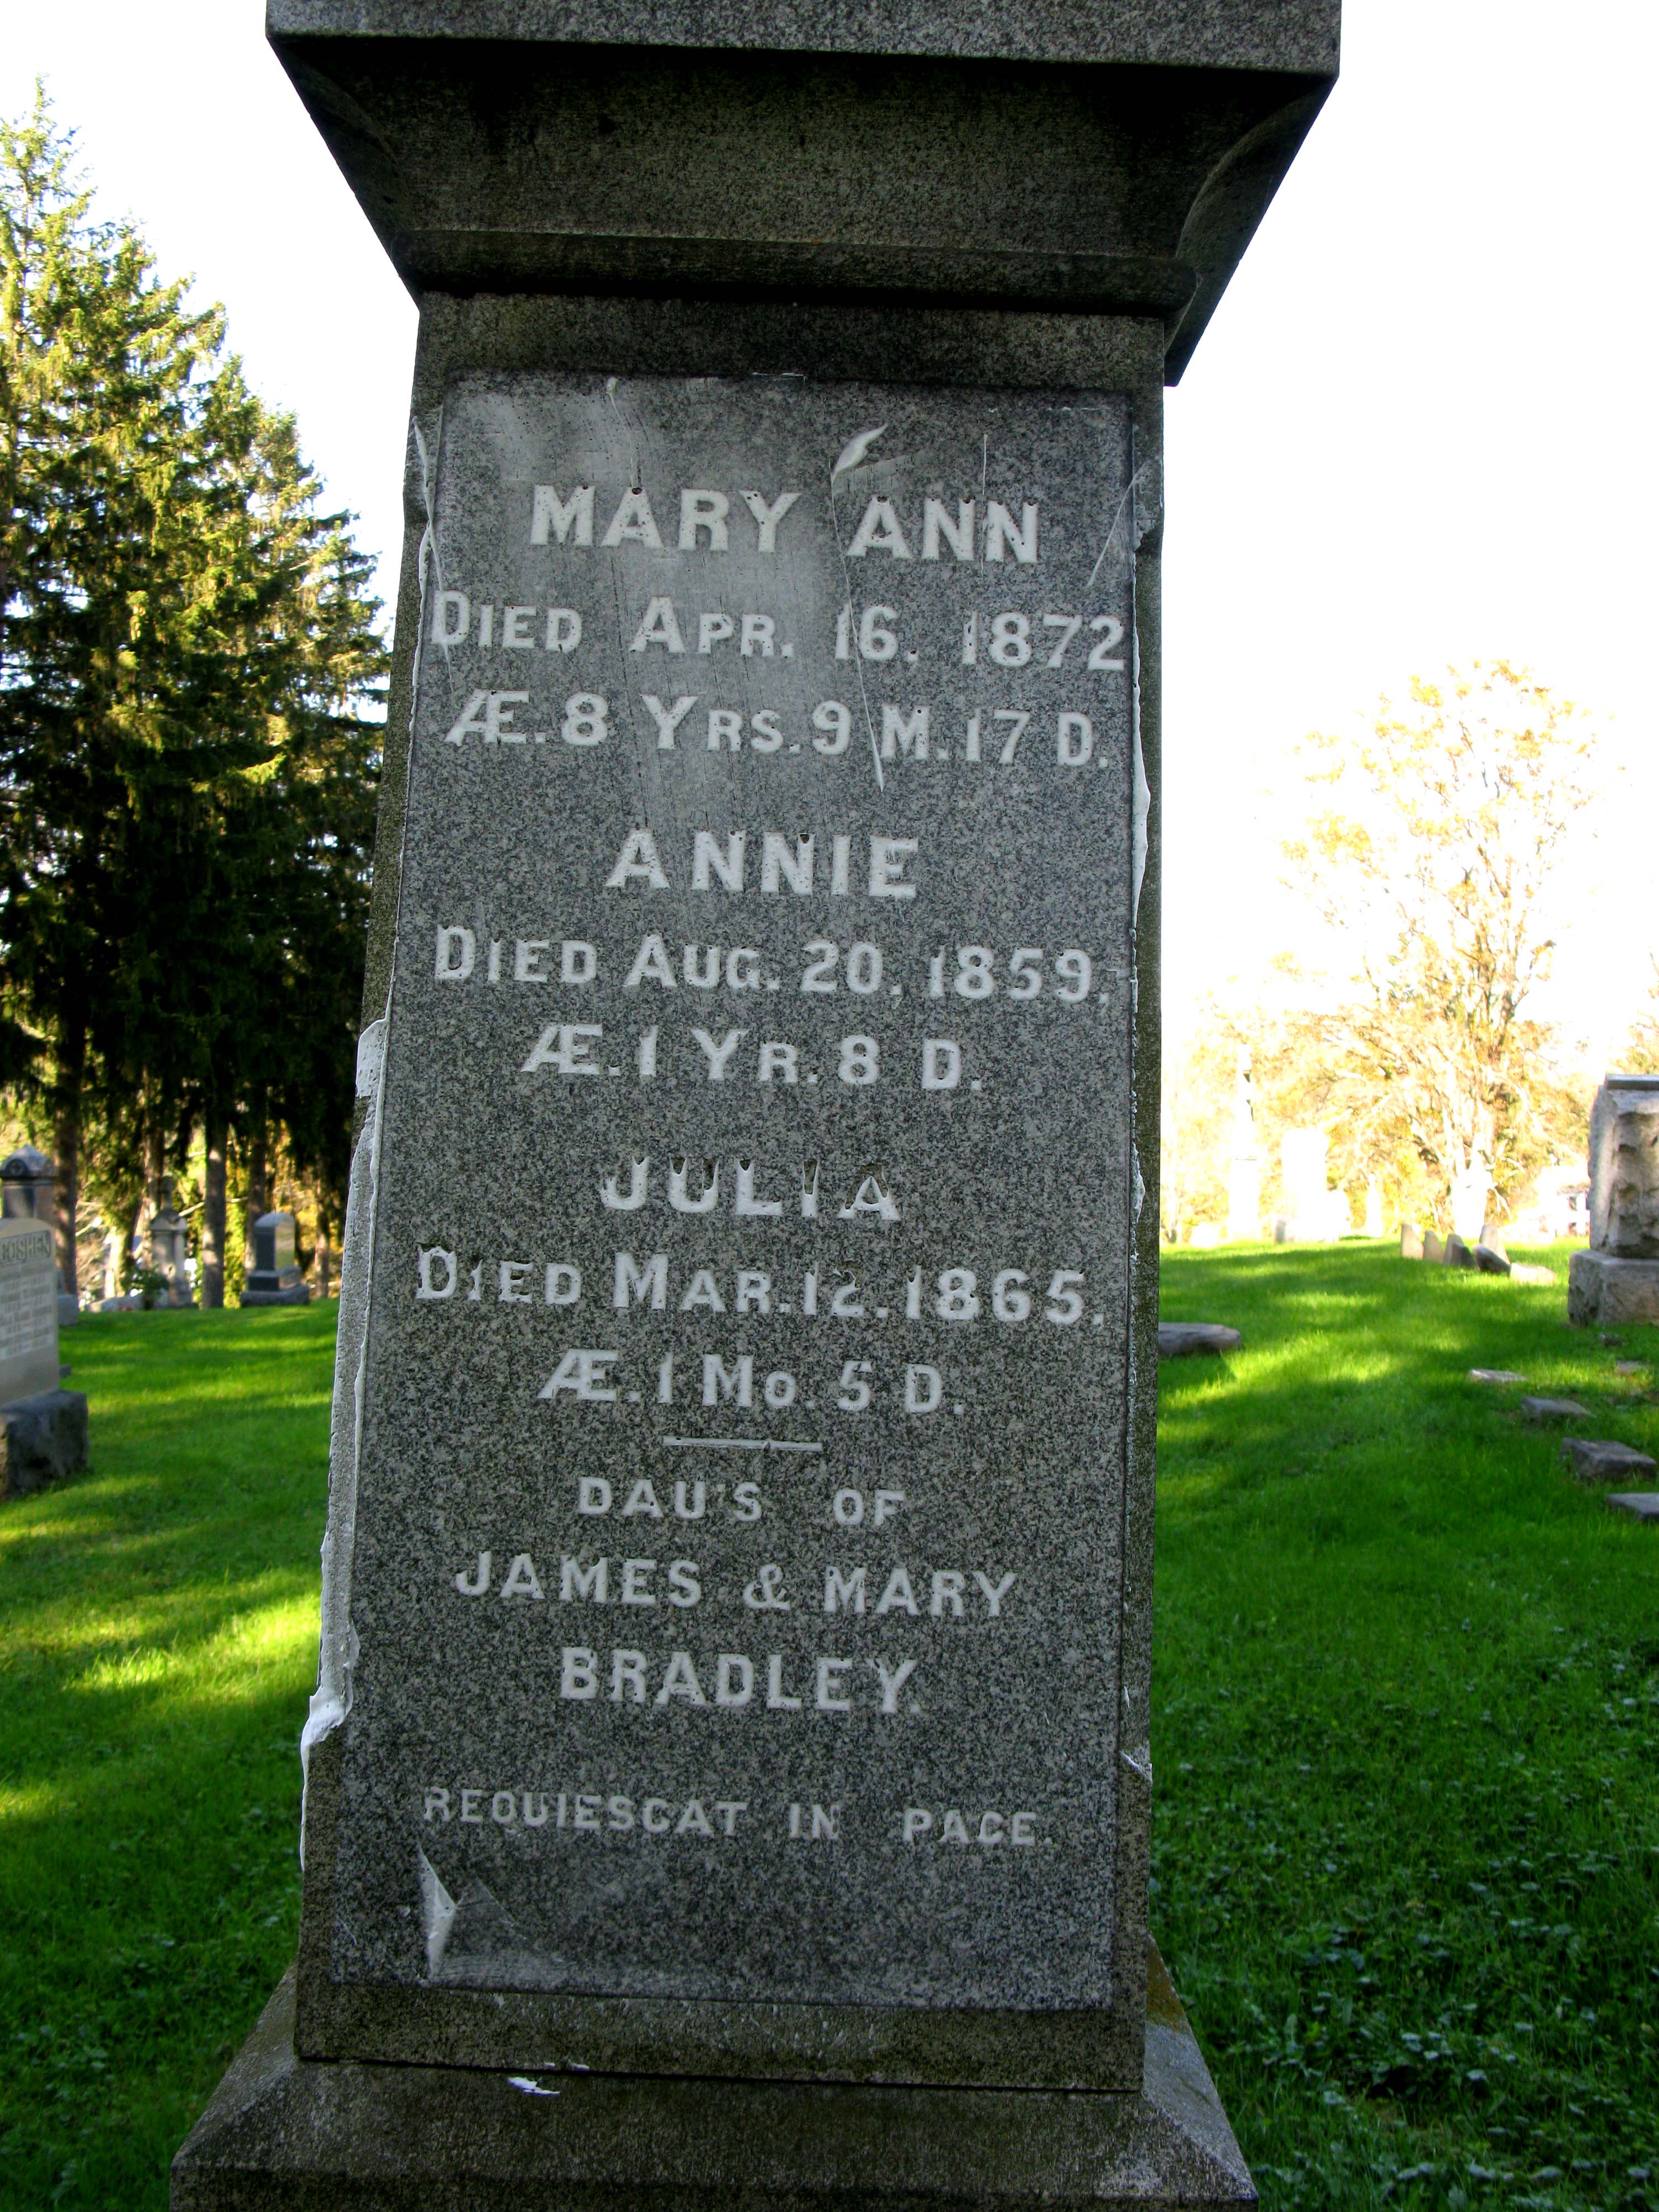 MARY ANN
DIED APR. 16. 1872
Æ. 8 YRS. 9 M. 17 D.
ANNIE
DIED AUG. 20. 1859.
Æ. 1 YR. 8 D.
JULIA
DIED MAR. 12. 1865.
Æ. 1 MO. 5 D.
DAU'S OF
JAMES & MARY
BRADLEY.
REQUIESCAT IN PACE.